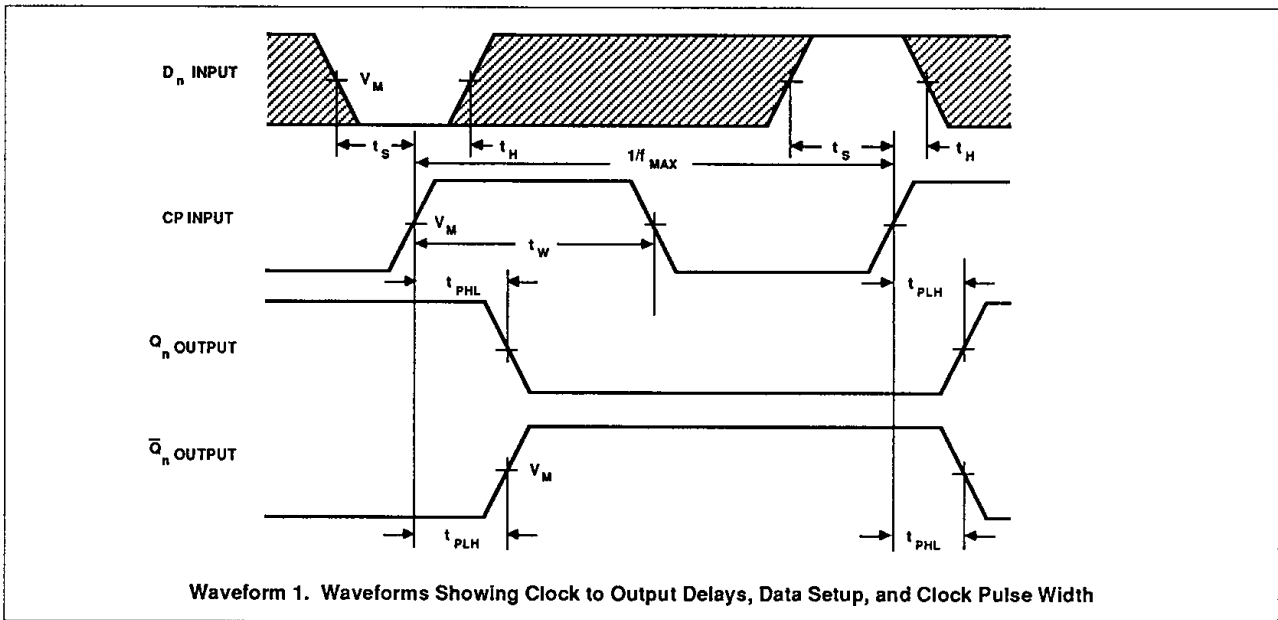 Dn INPUT
VM
tS
tH
1/fMAX
tS
tH
CP INPUT
VM
tW
tPHL
tPLH
Qn OUTPUT
Q̅n OUTPUT
VM
tPLH
tPHL
Waveform 1. Waveforms Showing Clock to Output Delays, Data Setup, and Clock Pulse Width